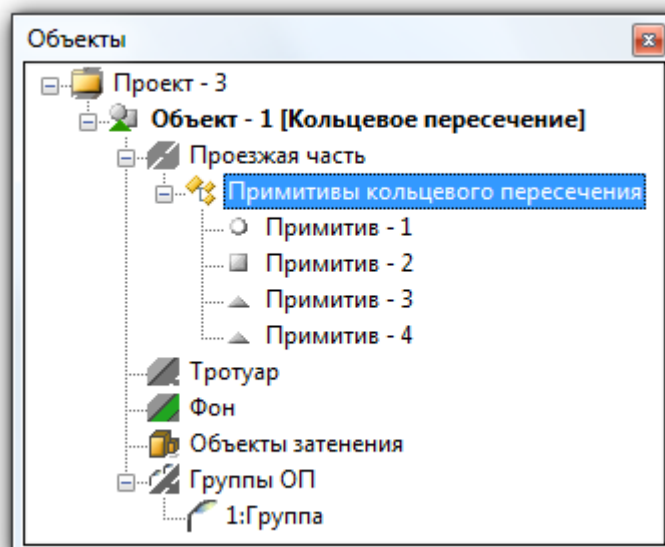 Объекты
Проект - 3
Объект - 1 [Кольцевое пересечение]
Проезжая часть
Примитивы кольцевого пересечения
Примитив - 1
Примитив - 2
Примитив - 3
Примитив - 4
Тротуар
Фон
Объекты затенения
Группы ОП
1:Группа